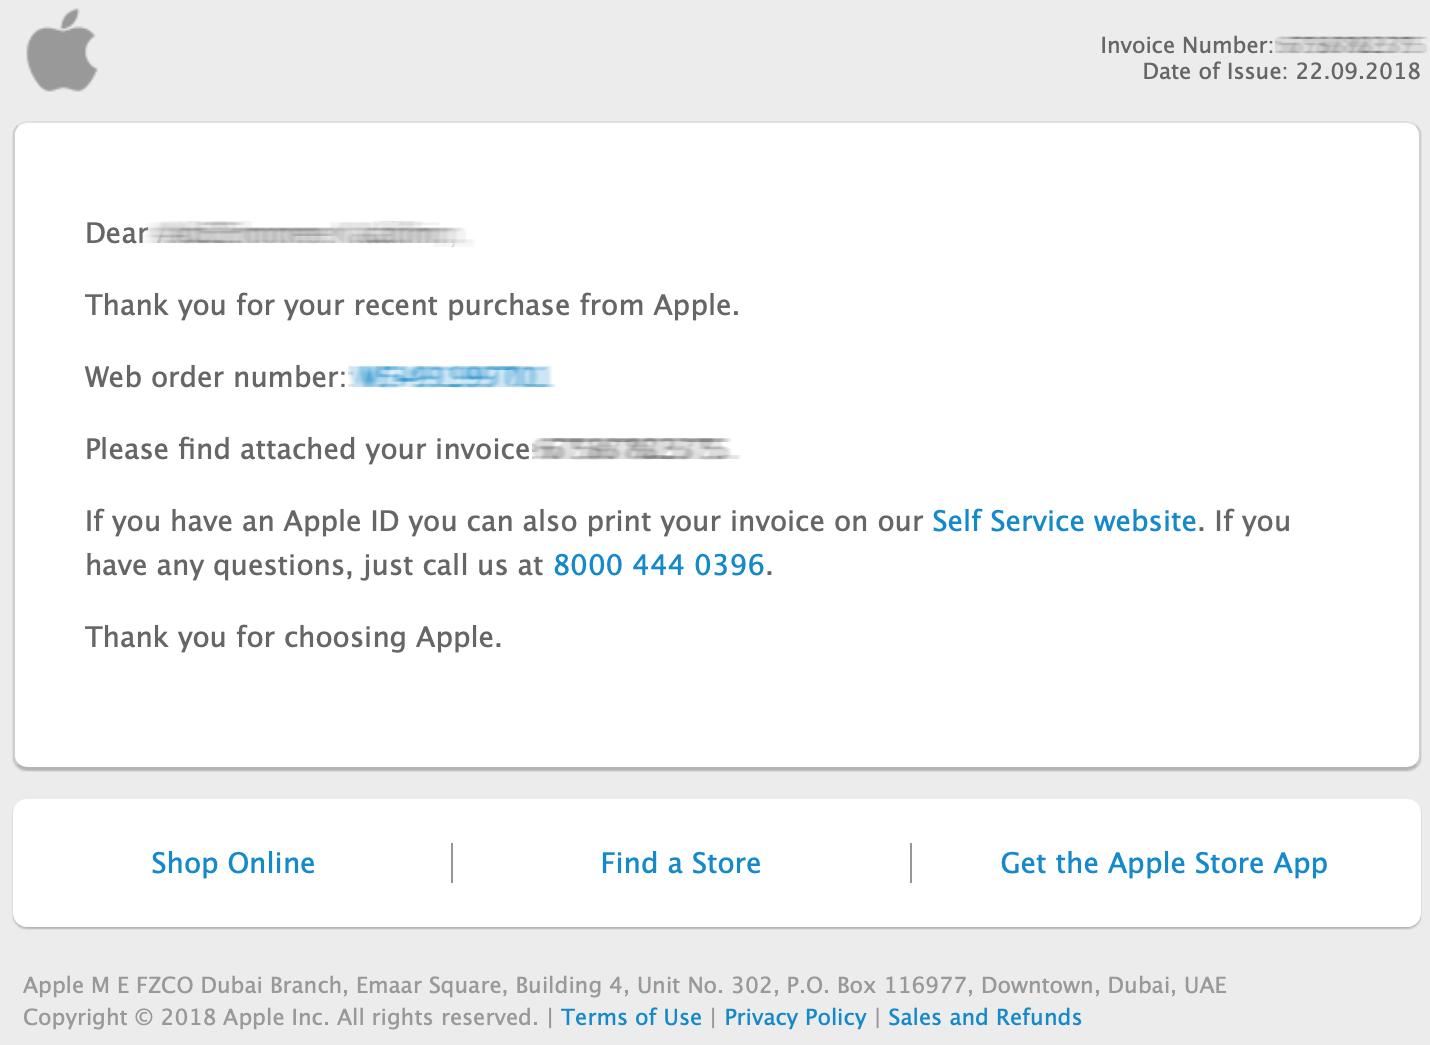 Invoice Number:
Date of Issue: 22.09.2018
Dear
Thank you for your recent purchase from Apple.
Web order number:
Please find attached your invoice
If you have an Apple ID you can also print your invoice on our Self Service website. If you
have any questions, just call us at 8000 444 0396.
Thank you for choosing Apple.
Shop Online | Find a Store | Get the Apple Store App
Apple M E FZCO Dubai Branch, Emaar Square, Building 4, Unit No. 302, P.O. Box 116977, Downtown, Dubai, UAE
Copyright © 2018 Apple Inc. All rights reserved. | Terms of Use | Privacy Policy | Sales and Refunds